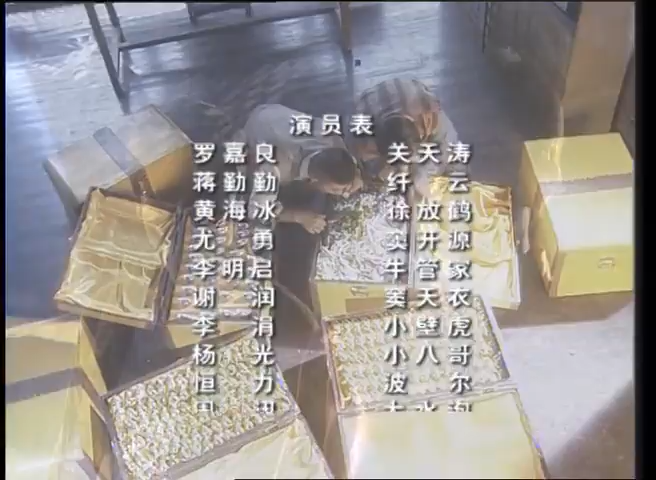 演员表
罗嘉良 关天涛
蒋勤勤 纤云
黄海冰 徐放鹤
尤勇 实开源
李明启 牛管家
谢润 窦天衣
李涓 小壁虎
杨光 小八哥
恒力 波尔